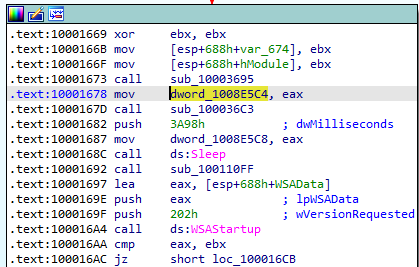 .text:10001669 xor ebx, ebx
.text:1000166B mov [esp+688h+var_674], ebx
.text:1000166F mov [esp+688h+hModule], ebx
.text:10001673 call sub_10003695
.text:10001678 mov dword_1008E5C4, eax
.text:1000167D call sub_100036C3
.text:10001682 push 3A98h ; dwMilliseconds
.text:10001687 mov dword_1008E5C8, eax
.text:1000168C call ds:Sleep
.text:10001692 call sub_100110FF
.text:10001697 lea eax, [esp+688h+WSAData]
.text:1000169E push eax ; lpWSAData
.text:1000169F push 202h ; wVersionRequested
.text:100016A4 call ds:WSAStartup
.text:100016AA cmp eax, ebx
.text:100016AC jz short loc_100016CB